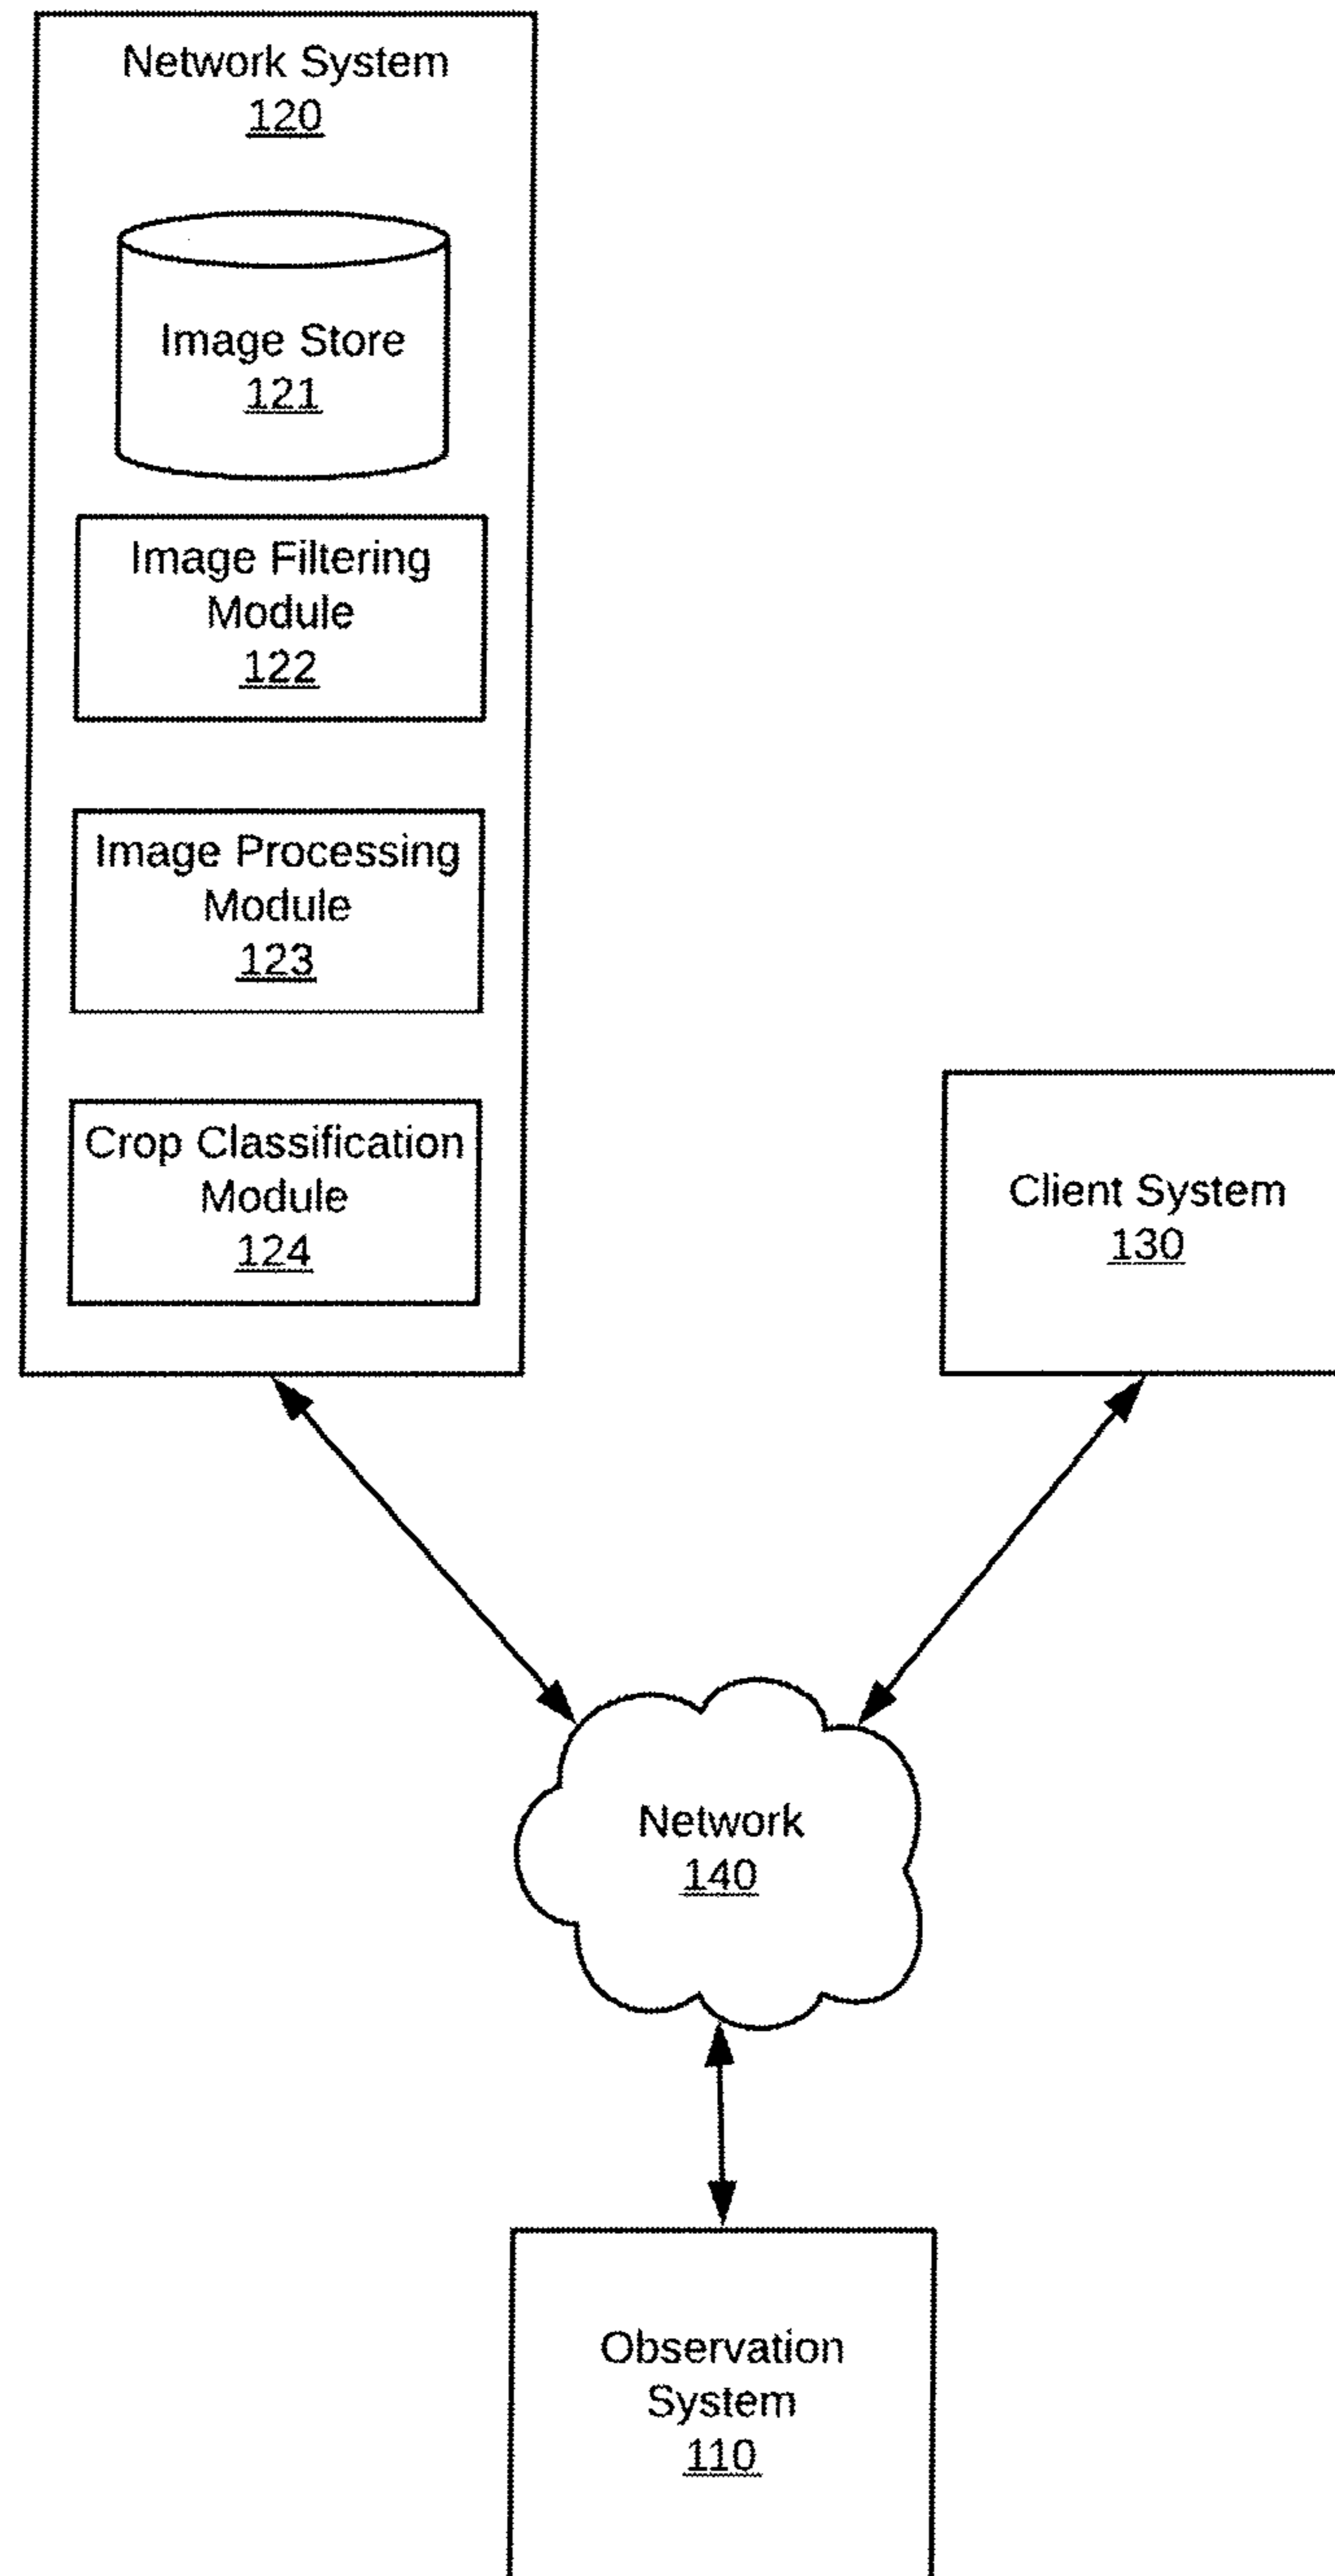 Network System
120
Image Store
121
Image Filtering
Module
122
Image Processing
Module
123
Crop Classification
Module
124
Client System
130
Network
140
Observation
System
110